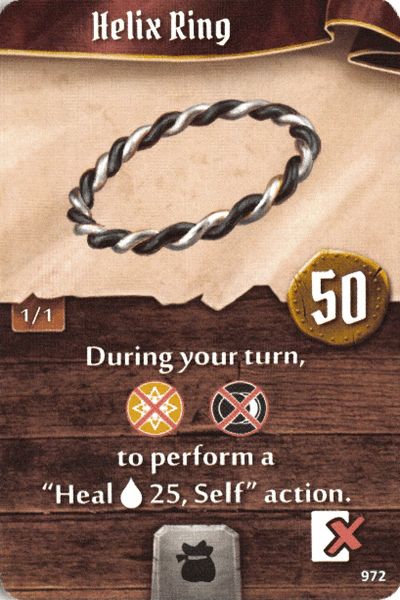 Helix Ring
50
1/1
During your turn,
to perform a
“Heal 25, Self” action.
972